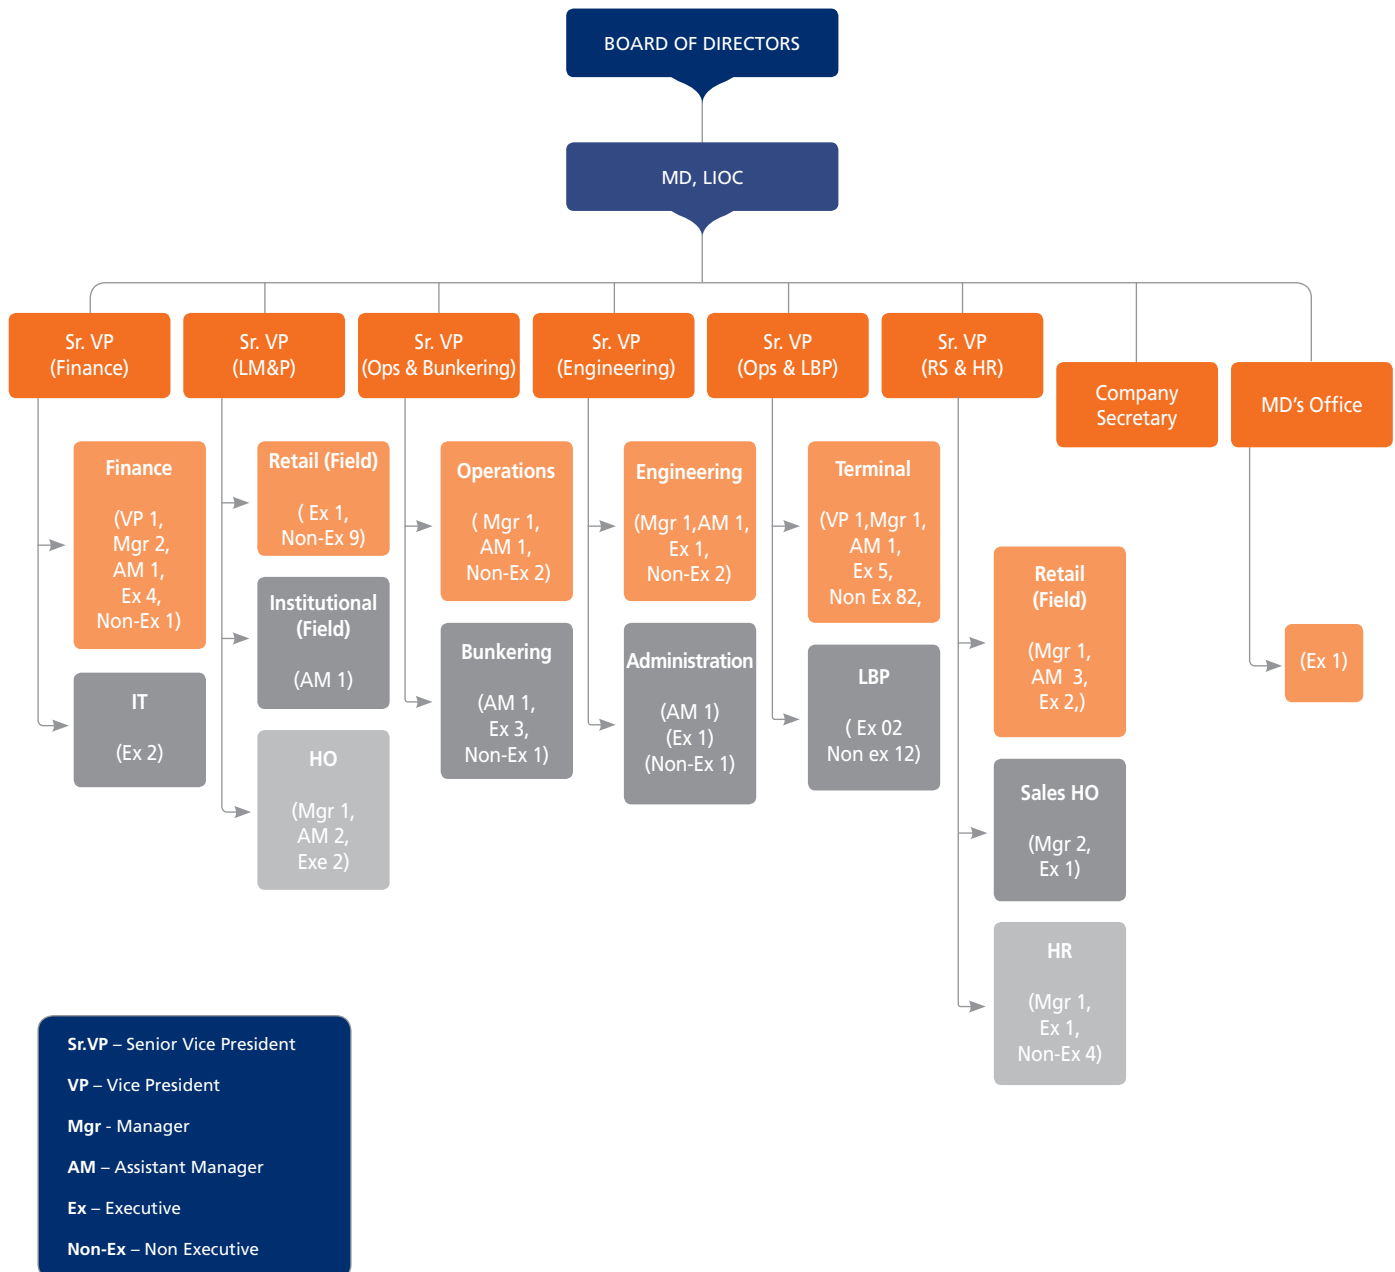 BOARD OF DIRECTORS
MD, LIOC
Sr. VP
(Finance)
Sr. VP
(LM&P)
Sr. VP
(Ops & Bunkering)
Sr. VP
(Engineering)
Sr. VP
(Ops & LBP)
Sr. VP
(RS & HR)
Company
Secretary
MD’s Office
Finance
(VP 1,
Mgr 2,
AM 1,
Ex 4,
Non-Ex 1)
IT
(Ex 2)
Retail (Field)
( Ex 1,
Non-Ex 9)
Institutional
(Field)
(AM 1)
HO
(Mgr 1,
AM 2,
Exe 2)
Operations
( Mgr 1,
AM 1,
Non-Ex 2)
Bunkering
(AM 1,
Ex 3,
Non-Ex 1)
Engineering
(Mgr 1,AM 1,
Ex 1,
Non-Ex 2)
Administration
(AM 1)
(Ex 1)
(Non-Ex 1)
Terminal
(VP 1,Mgr 1,
AM 1,
Ex 5,
Non Ex 82,
LBP
( Ex 02
Non ex 12)
Retail
(Field)
(Mgr 1,
AM  3,
Ex 2,)
Sales HO
(Mgr 2,
Ex 1)
HR
(Mgr 1,
Ex 1,
Non-Ex 4)
(Ex 1)
Sr.VP – Senior Vice President
VP – Vice President
Mgr - Manager
AM – Assistant Manager
Ex – Executive
Non-Ex – Non Executive